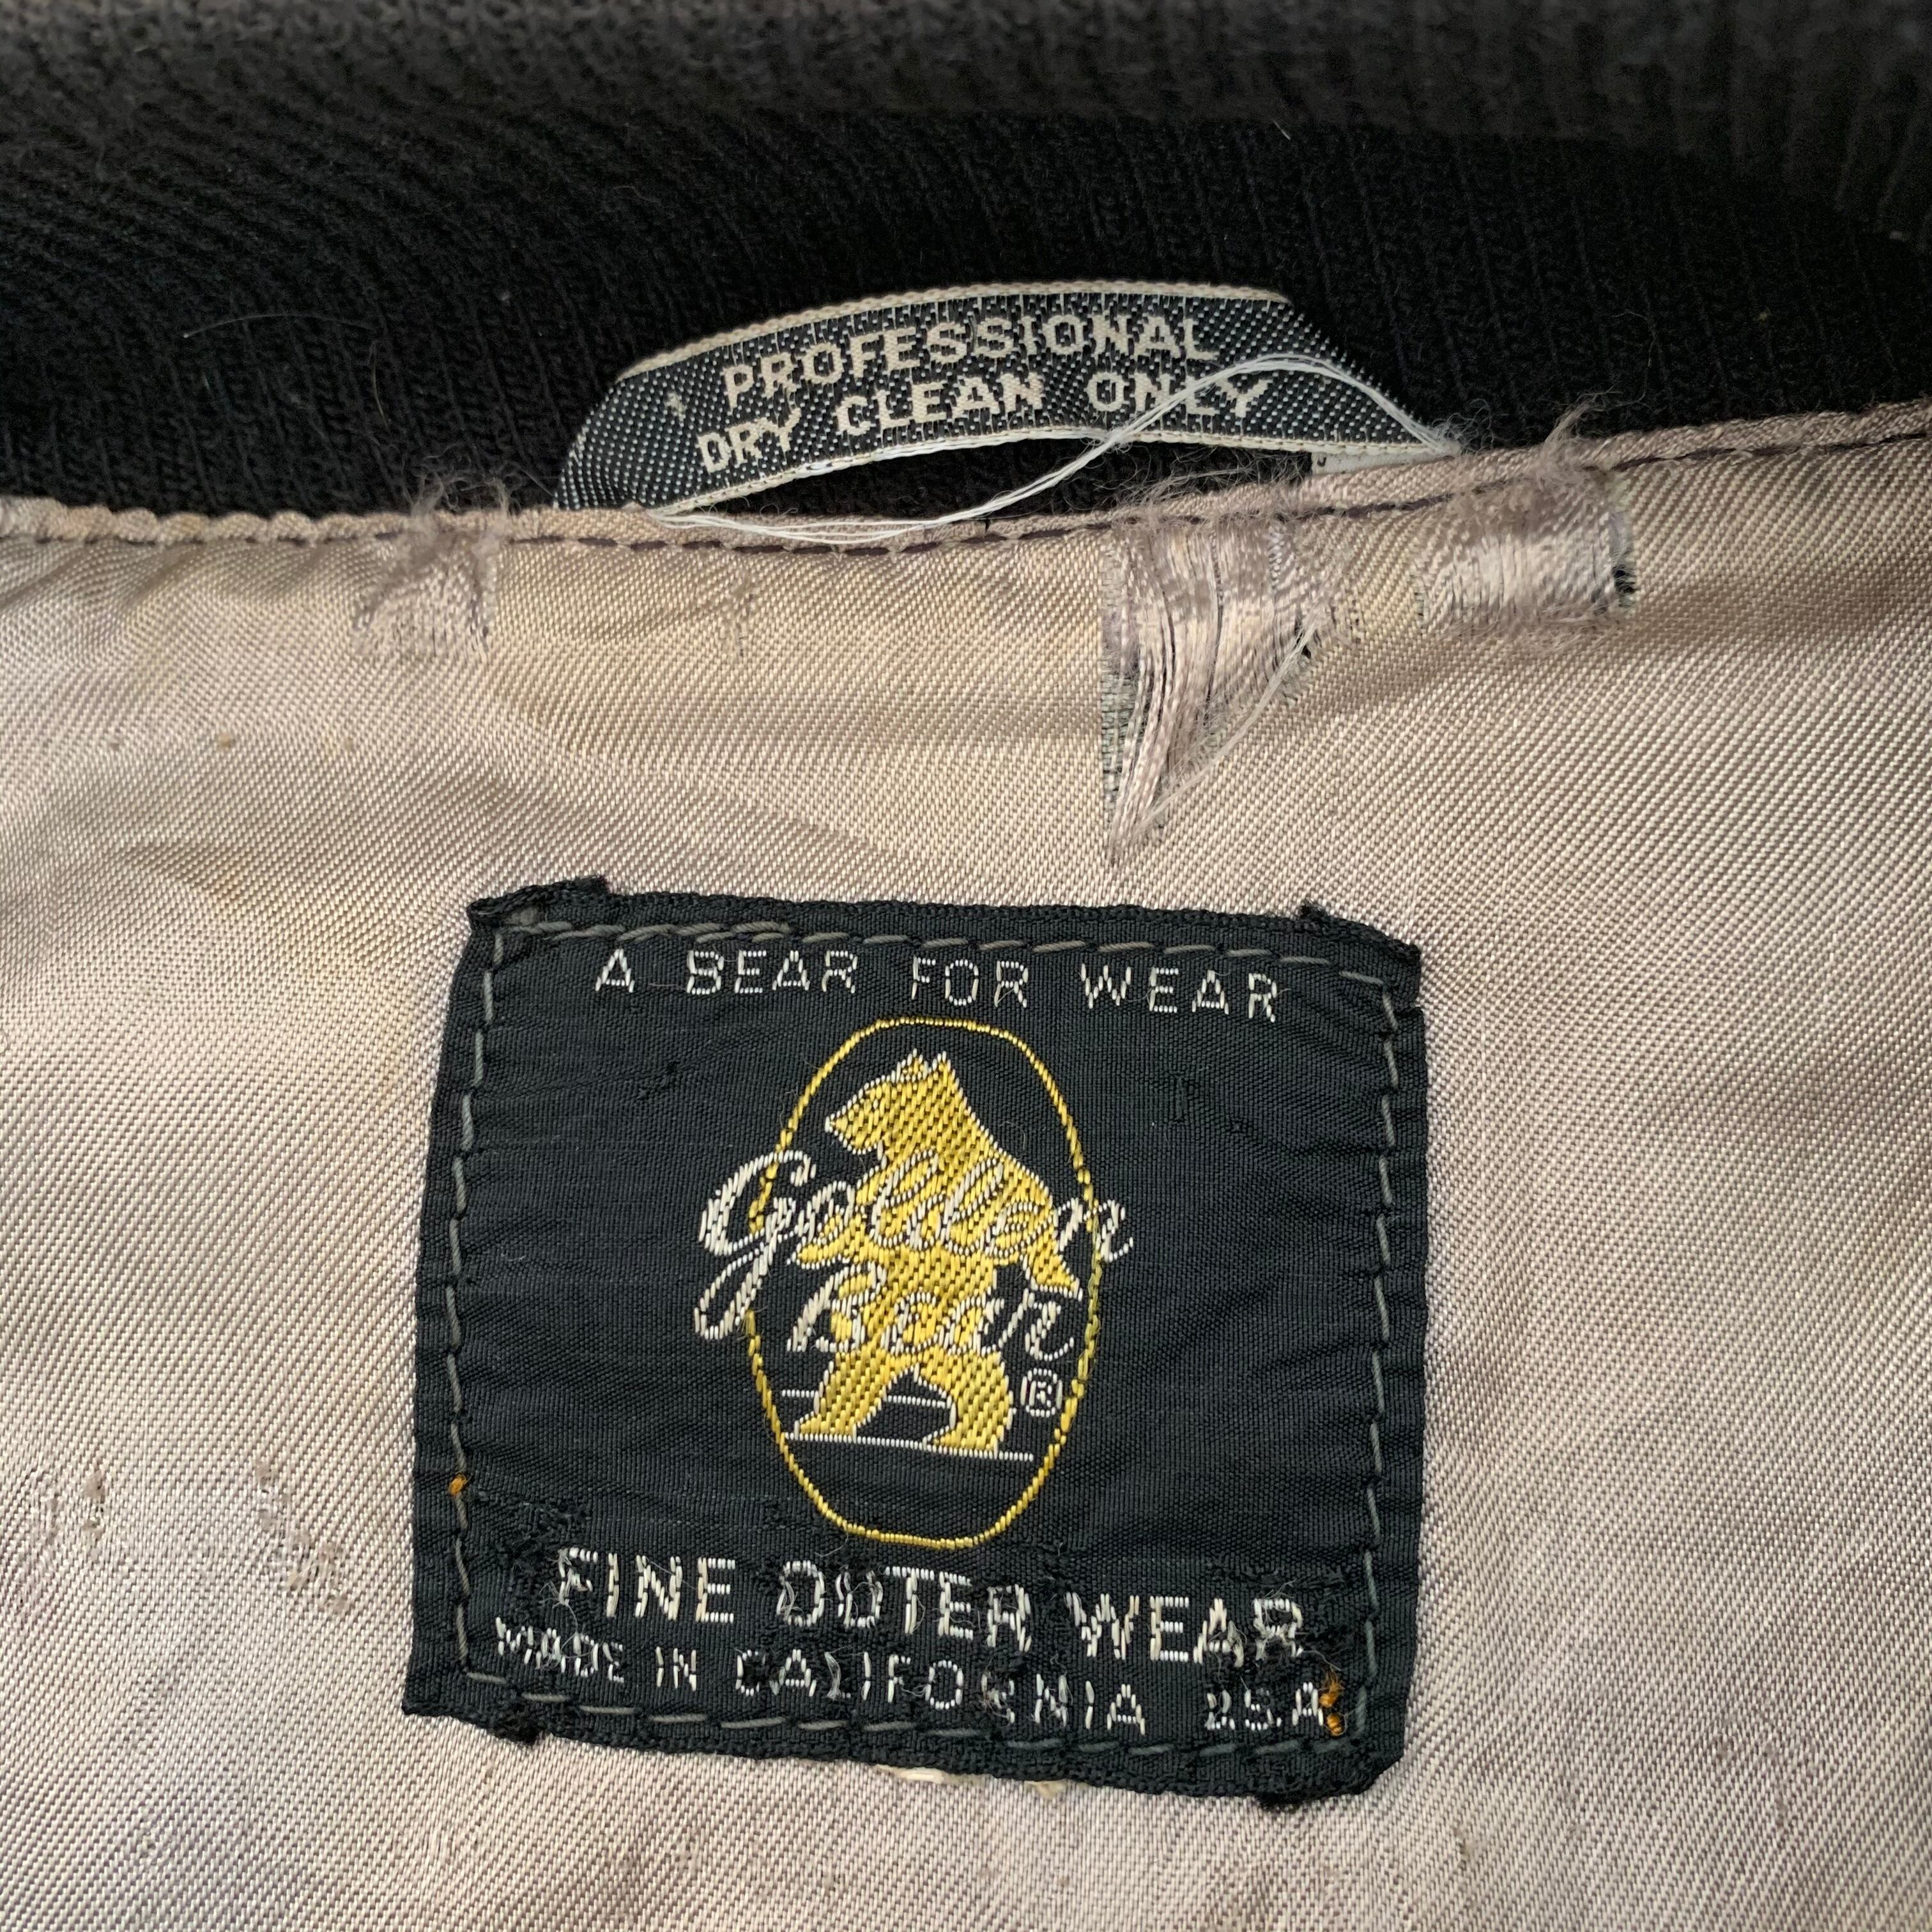 PROFESSIONAL
DRY CLEAN ONLY
A BEAR FOR WEAR
Golden
Bear®
FINE OUTER WEAR
MADE IN CALIFORNIA U.S.A.